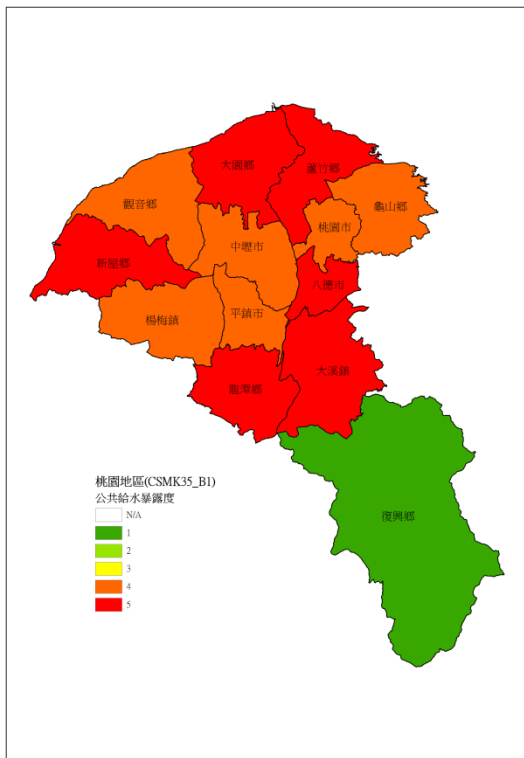 大園鄉
蘆竹鄉
龜山鄉
觀音鄉
桃園市
中壢市
新屋鄉
八德市
楊梅鎮
平鎮市
大溪鎮
龍潭鄉
復興鄉
桃園地區(CSMK35_B1)
公共給水暴露度
N/A
1
2
3
4
5